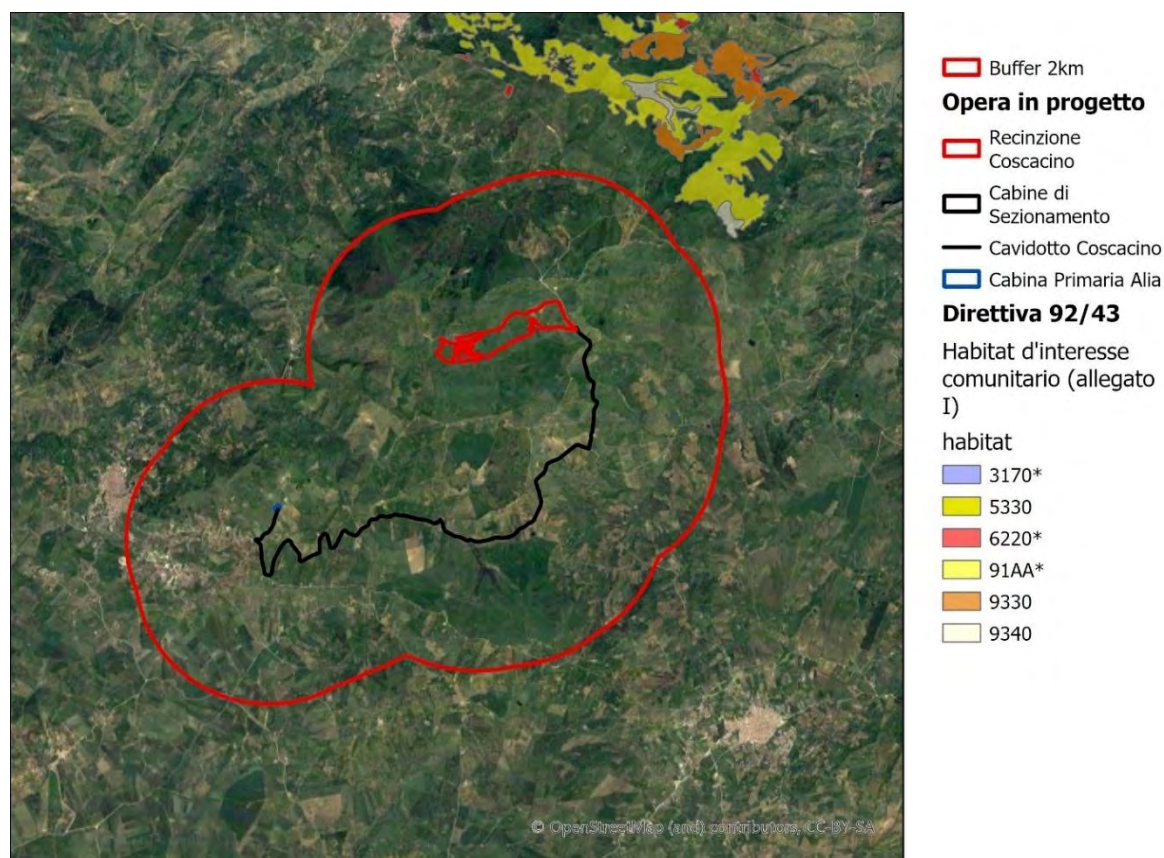 Buffer 2km
Opera in progetto
Recinzione
Coscacino
Cabine di
Sezionamento
Cavidotto Coscacino
Cabina Primaria Alia
Direttiva 92/43
Habitat d'interesse
comunitario (allegato
I)
habitat
3170*
5330
6220*
91AA*
9330
9340
© OpenStreetMap (and) contributors, CC-BY-SA